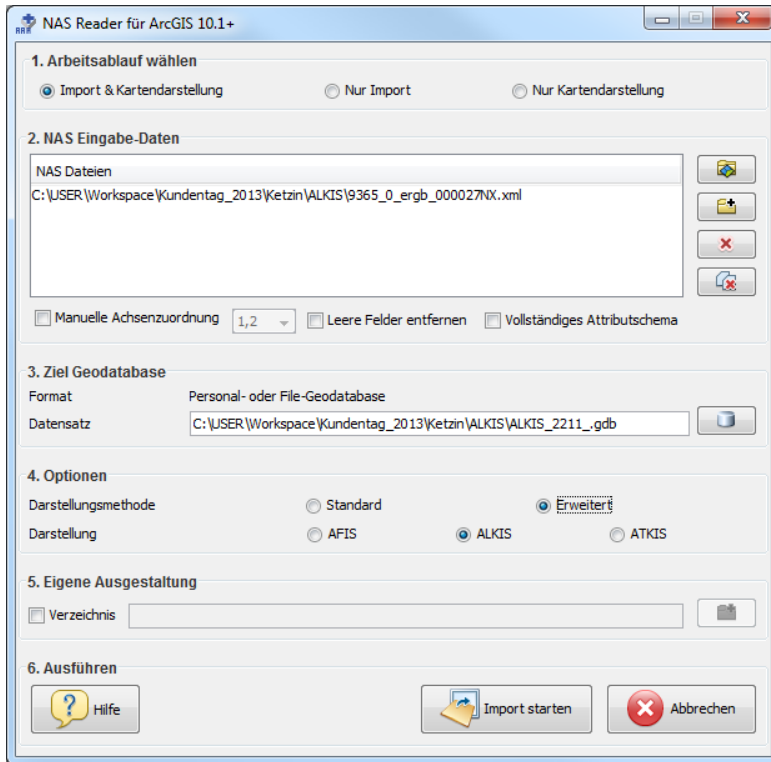 NAS Reader für ArcGIS 10.1+
1. Arbeitsablauf wählen
Import & Kartendarstellung Nur Import Nur Kartendarstellung
2. NAS Eingabe-Daten
NAS Dateien
C:\USER\Workspace\Kundentag_2013\Ketzin\ALKIS\9365_0_ergb_000027NX.xml
Manuelle Achsenzuordnung 1,2 Leere Felder entfernen Vollständiges Attributschema
3. Ziel Geodatabase
Format Personal- oder File-Geodatabase
Datensatz C:\USER\Workspace\Kundentag_2013\Ketzin\ALKIS\ALKIS_2211_.gdb
4. Optionen
Darstellungsmethode Standard Erweitert
Darstellung AFIS ALKIS ATKIS
5. Eigene Ausgestaltung
Verzeichnis
6. Ausführen
Hilfe Import starten Abbrechen